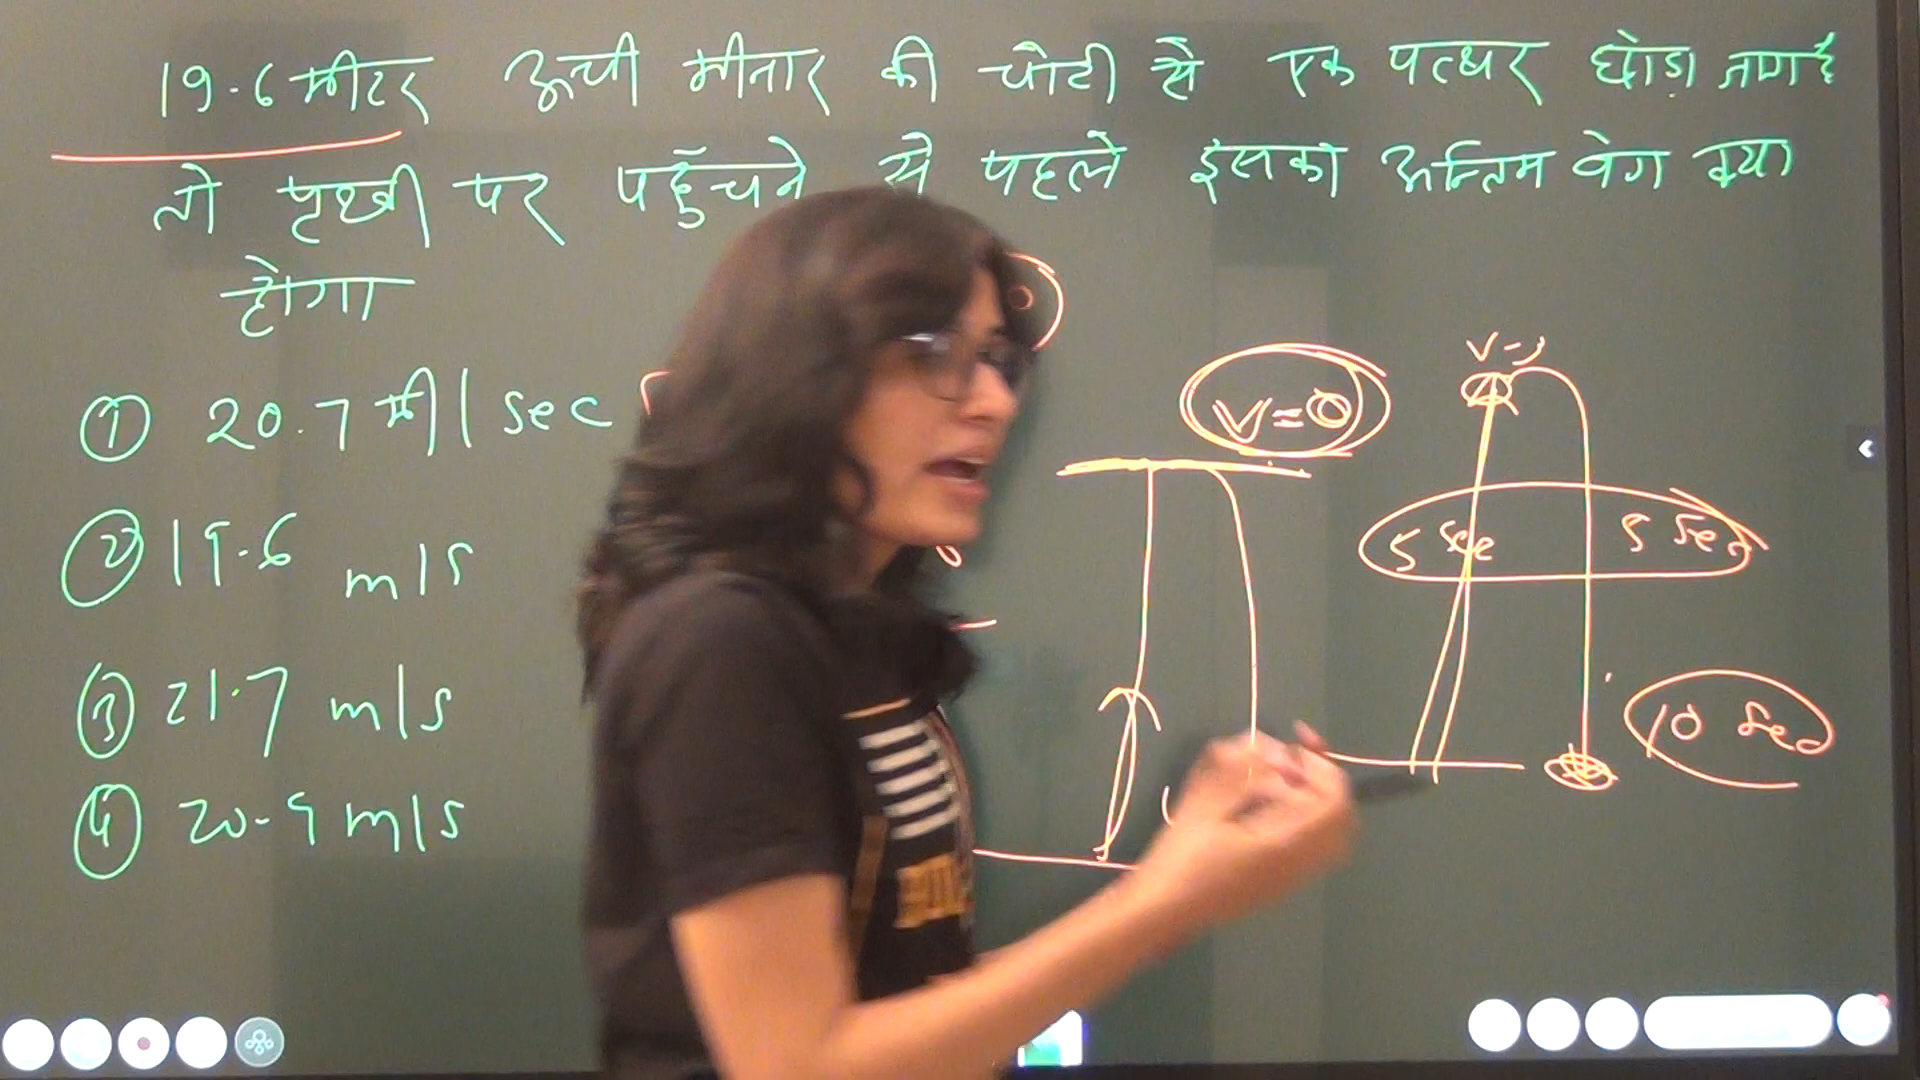 19.6 मीटर ऊची मीनार की चोटी से एक पत्थर छोडा जाए
तो पृथ्वी पर पहुँचने से पहले इसका अन्तिम वेग क्या
होगा
① 20.7 मी/sec
② 19.6 m/s
③ 21.7 m/s
④ 20.9 m/s
V=0
5 sec
5 Sec
10 Sec